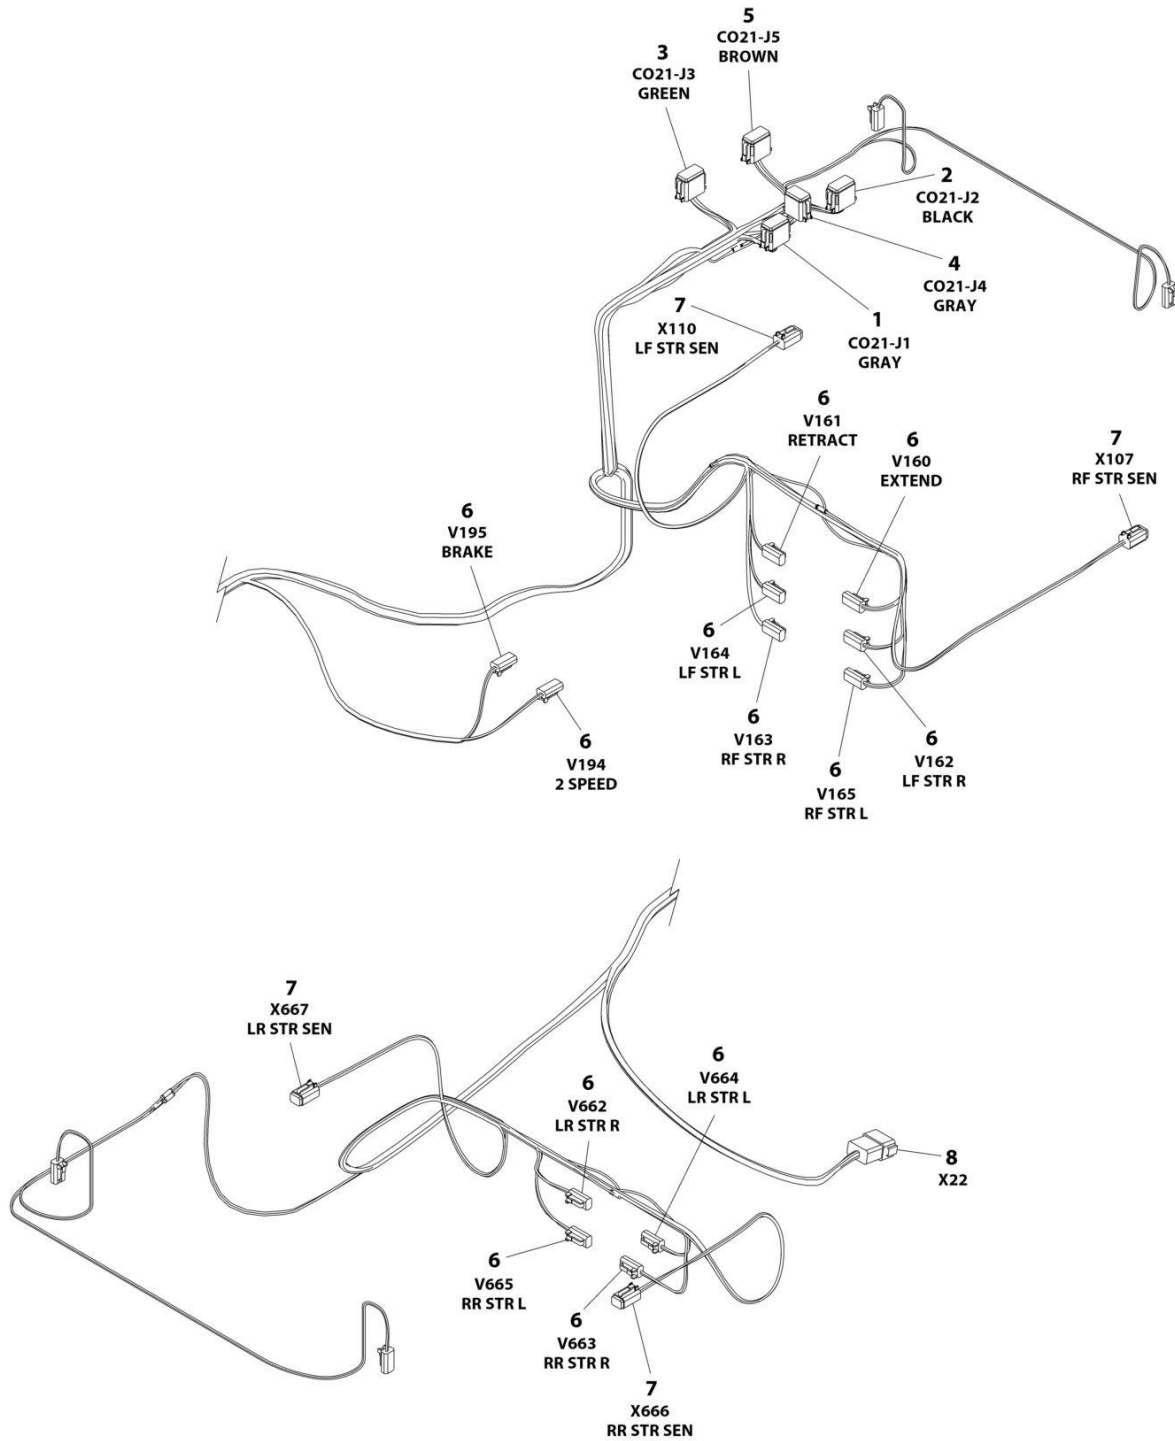 5
CO21-J5
BROWN
3
CO21-J3
GREEN
2
CO21-J2
BLACK
4
CO21-J4
GRAY
1
CO21-J1
GRAY
7
X110
LF STR SEN
6
V161
RETRACT
6
V160
EXTEND
7
X107
RF STR SEN
6
V195
BRAKE
6
V164
LF STR L
6
V163
RF STR R
6
V162
LF STR R
6
V165
RF STR L
6
V194
2 SPEED
7
X667
LR STR SEN
6
V662
LR STR R
6
V664
LR STR L
8
X22
6
V665
RR STR L
6
V663
RR STR R
7
X666
RR STR SEN